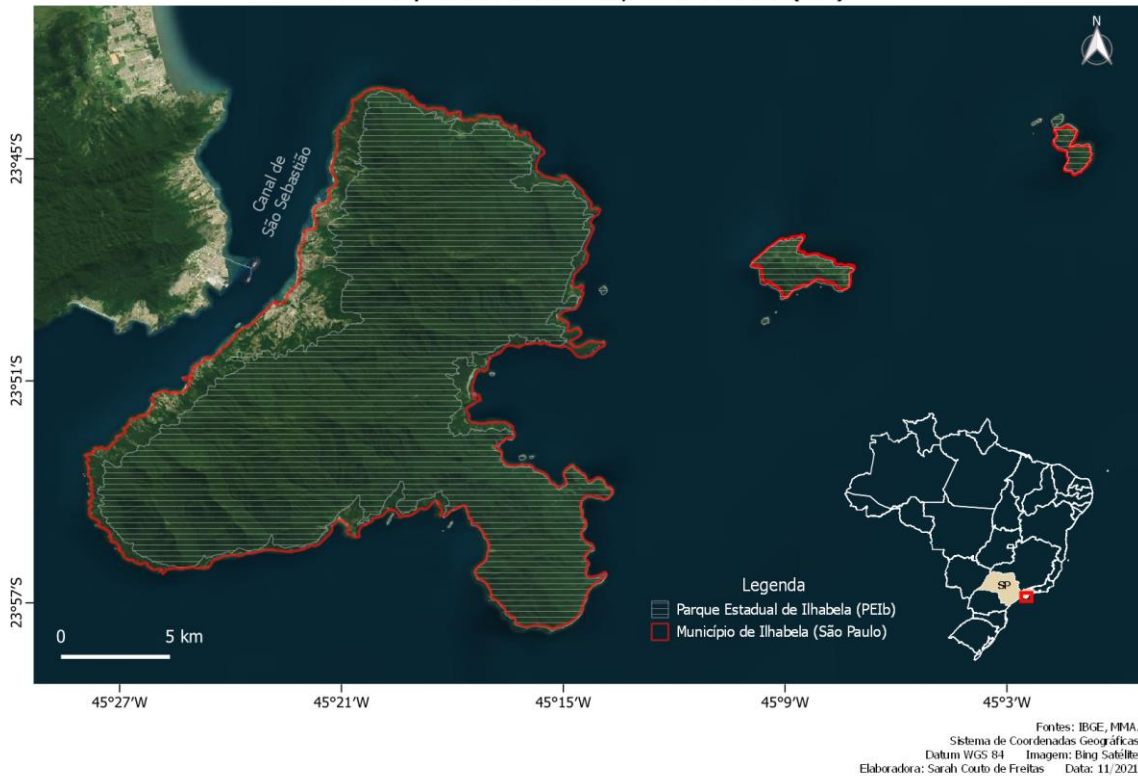 N
Canal de
São Sebastião
23°45'S
23°51'S
23°57'S
SP
Legenda
Parque Estadual de Ilhabela (PEIb)
Município de Ilhabela (São Paulo)
0 5 km
45°27'W 45°21'W 45°15'W 45°9'W 45°3'W
Fontes: IBGE, MMA.
Sistema de Coordenadas Geográficas
Datum WGS 84 Imagem: Bing Satélite
Elaboradora: Sarah Couto de Freitas Data: 11/2021